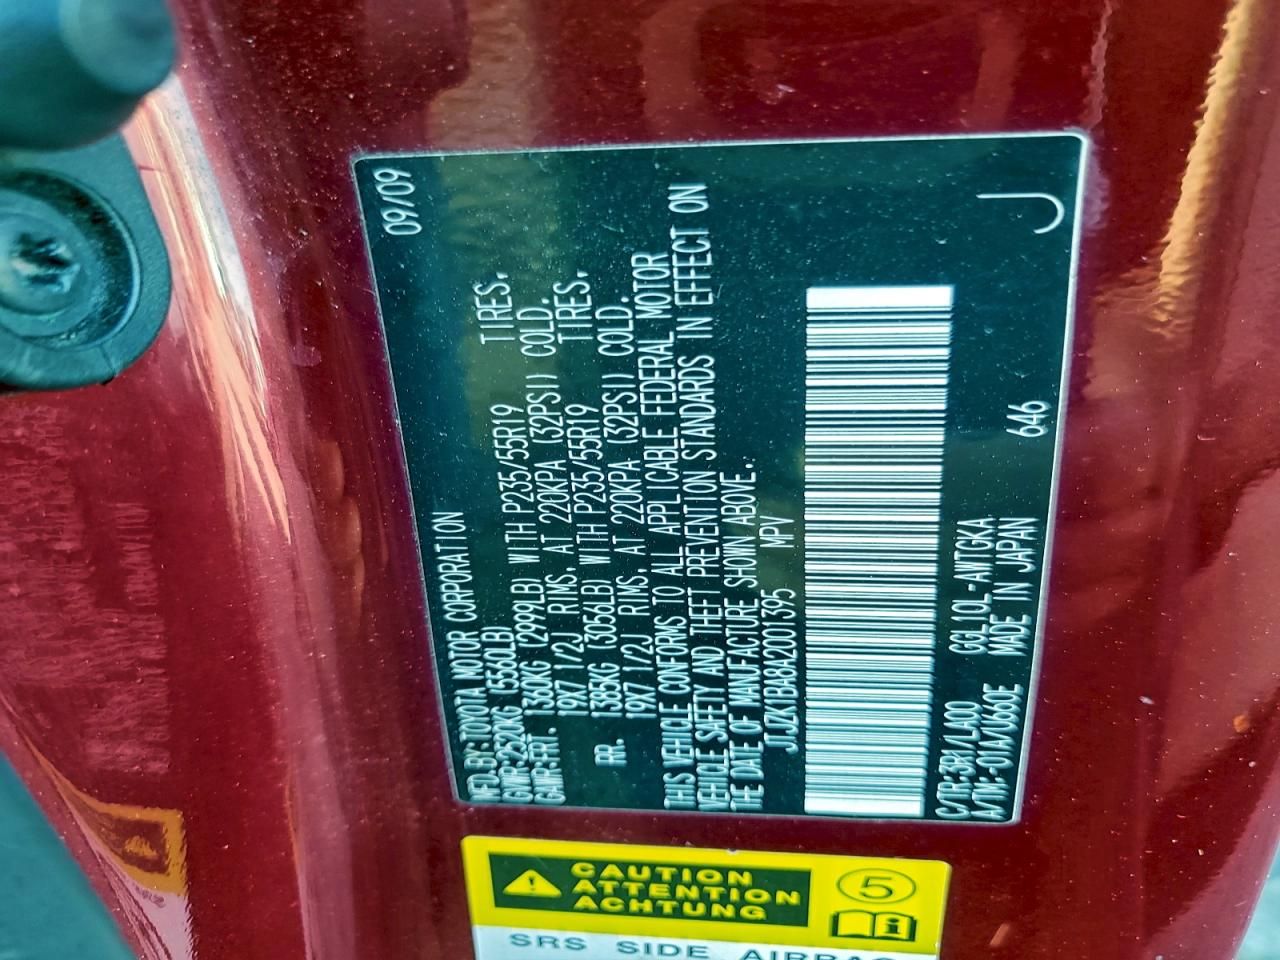 MFD.BY:TOYOTA MOTOR CORPORATION 09/09
GVWR:2520KG (5560LB)
GAWR:FRT. 1360KG (2999LB) WITH P235/55R19 TIRES.
19X7 1/2J RIMS, AT 220KPA (32PSI) COLD.
RR. 1385KG (3056LB) WITH P235/55R19 TIRES.
19X7 1/2J RIMS, AT 220KPA (32PSI) COLD.
THIS VEHICLE CONFORMS TO ALL APPLICABLE FEDERAL MOTOR
VEHICLE SAFETY AND THEFT PREVENTION STANDARDS IN EFFECT ON
THE DATE OF MANUFACTURE SHOWN ABOVE.
JTJZK1BA8A2001395 MPV
C/TR:3R1/LA00 GGL10L-AWTGKA
A/TM:-01A/U660E MADE IN JAPAN 646
J
CAUTION
ATTENTION
ACHTUNG
5
i
SRS SIDE